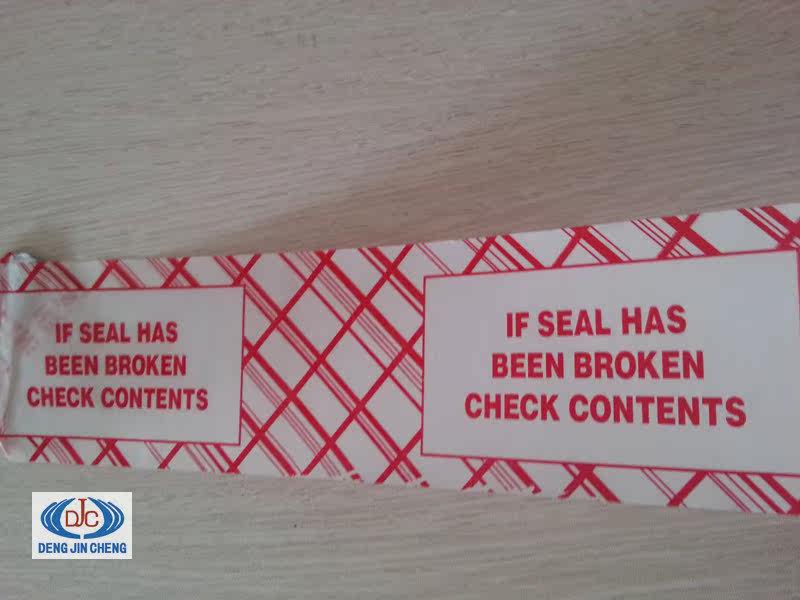 IF SEAL HAS
BEEN BROKEN
CHECK CONTENTS
IF SEAL HAS
BEEN BROKEN
CHECK CONTENTS
DJC
DENG JIN CHENG